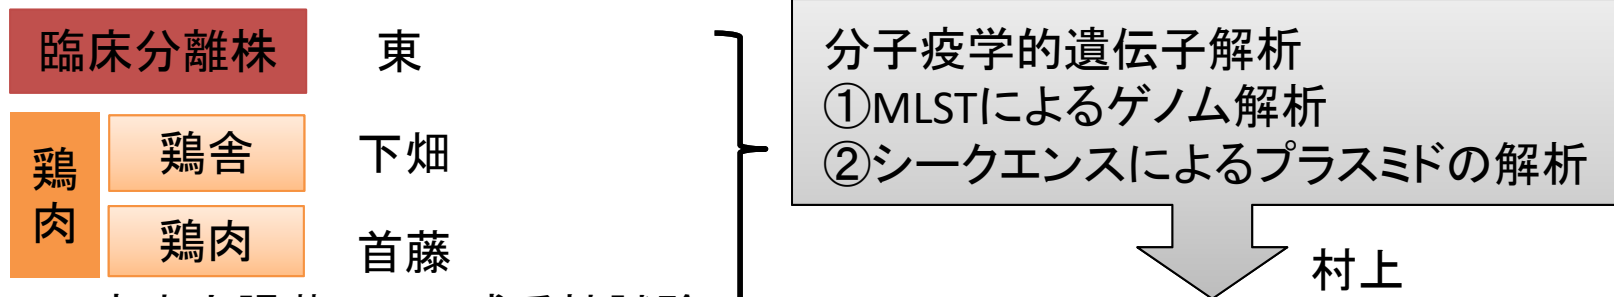 臨床分離株
東
鶏肉
鶏舎
下畑
鶏肉
首藤
分子疫学的遺伝子解析
①MLSTによるゲノム解析
②シークエンスによるプラスミドの解析
村上